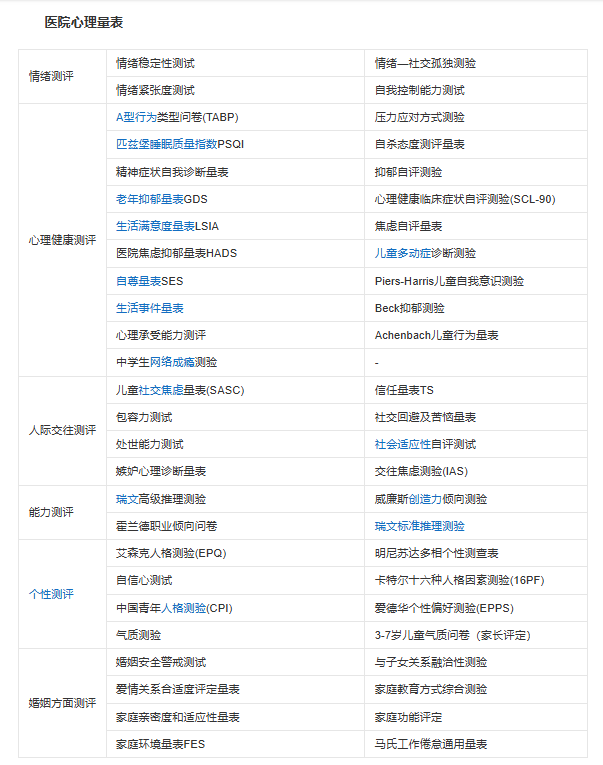 医院心理量表
情绪测评
情绪稳定性测试
情绪—社交孤独测验
情绪紧张度测试
自我控制能力测试
心理健康测评
A型行为类型问卷(TABP)
压力应对方式测验
匹兹堡睡眠质量指数PSQI
自杀态度测评量表
精神症状自我诊断量表
抑郁自评测验
老年抑郁量表GDS
心理健康临床症状自评测验(SCL-90)
生活满意度量表LSIA
焦虑自评量表
医院焦虑抑郁量表HADS
儿童多动症诊断测验
自尊量表SES
Piers-Harris儿童自我意识测验
生活事件量表
Beck抑郁测验
心理承受能力测评
Achenbach儿童行为量表
中学生网络成瘾测验
-
人际交往测评
儿童社交焦虑量表(SASC)
信任量表TS
包容力测试
社交回避及苦恼量表
处世能力测试
社会适应性自评测试
嫉妒心理诊断量表
交往焦虑测验(IAS)
能力测评
瑞文高级推理测验
威廉斯创造力倾向测验
霍兰德职业倾向问卷
瑞文标准推理测验
个性测评
艾森克人格测验(EPQ)
明尼苏达多相个性测查表
自信心测试
卡特尔十六种人格因素测验(16PF)
中国青年人格测验(CPI)
爱德华个性偏好测验(EPPS)
气质测验
3-7岁儿童气质问卷（家长评定）
婚姻方面测评
婚姻安全警戒测试
与子女关系融洽性测验
爱情关系合适度评定量表
家庭教育方式综合测验
家庭亲密度和适应性量表
家庭功能评定
家庭环境量表FES
马氏工作倦怠通用量表